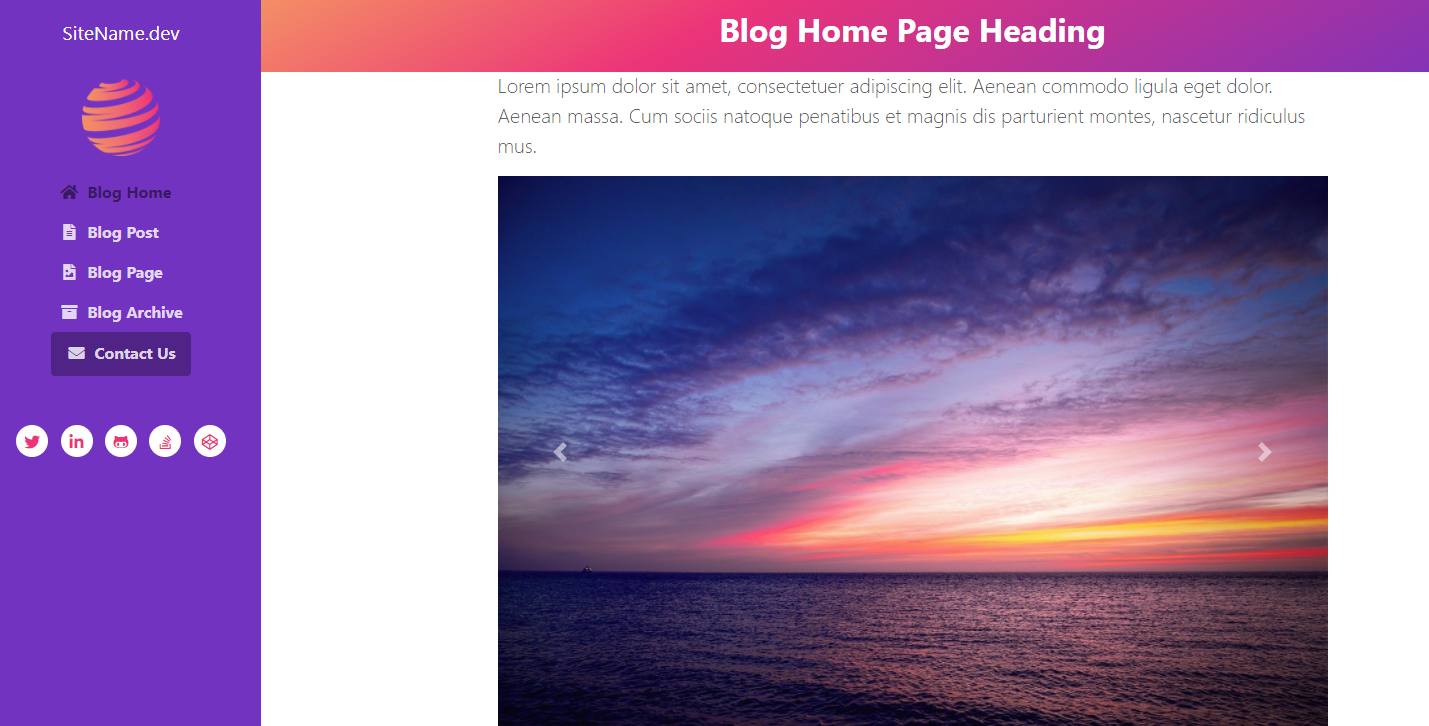 SiteName.dev
Blog Home
Blog Post
Blog Page
Blog Archive
Contact Us
Blog Home Page Heading
Lorem ipsum dolor sit amet, consectetuer adipiscing elit. Aenean commodo ligula eget dolor.
Aenean massa. Cum sociis natoque penatibus et magnis dis parturient montes, nascetur ridiculus
mus.